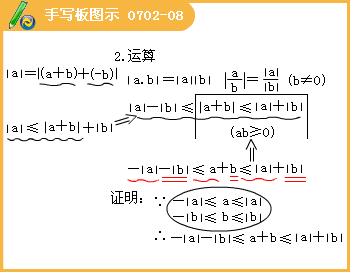 手写板图示 0702-08
2.运算
|a|=|(a+b)+(-b)| |a.b|=|a||b| |a/b|=|a|/|b| (b≠0)
|a|-|b| ≤ |a+b| ≤ |a|+|b|
|a| ≤ |a+b|+|b|
(ab≥0)
-|a|-|b| ≤ a+b ≤ |a|+|b|
证明: ∵ -|a| ≤ a ≤ |a|
-|b| ≤ b ≤ |b|
∴ -|a|-|b| ≤ a+b ≤ |a|+|b|